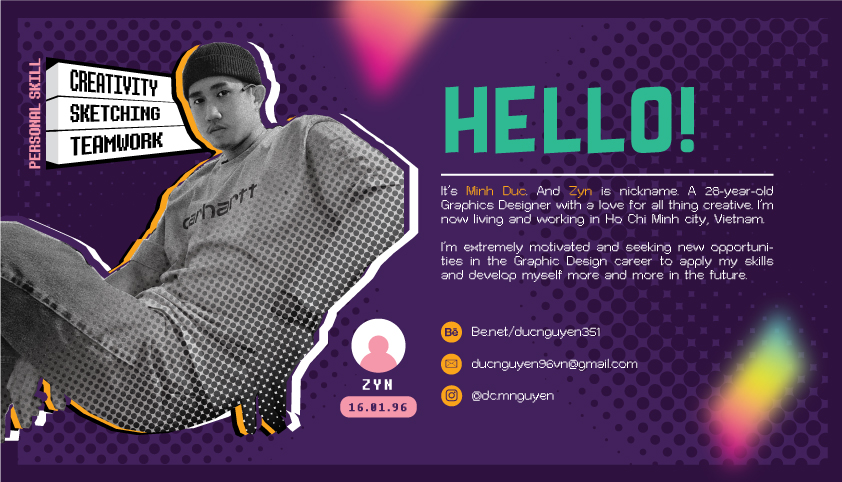 PERSONAL SKILL
CREATIVITY
SKETCHING
TEAMWORK
carhartt
HELLO!
It's Minh Duc. And Zyn is nickname. A 26-year-old
Graphics Designer with a love for all thing creative. I'm
now living and working in Ho Chi Minh city, Vietnam.
I'm extremely motivated and seeking new opportuni-
ties in the Graphic Design career to apply my skills
and develop myself more and more in the future.
Bē Be.net/ducnguyen351
ducnguyen96vn@gmail.com
@dc.mnguyen
ZYN
16.01.96